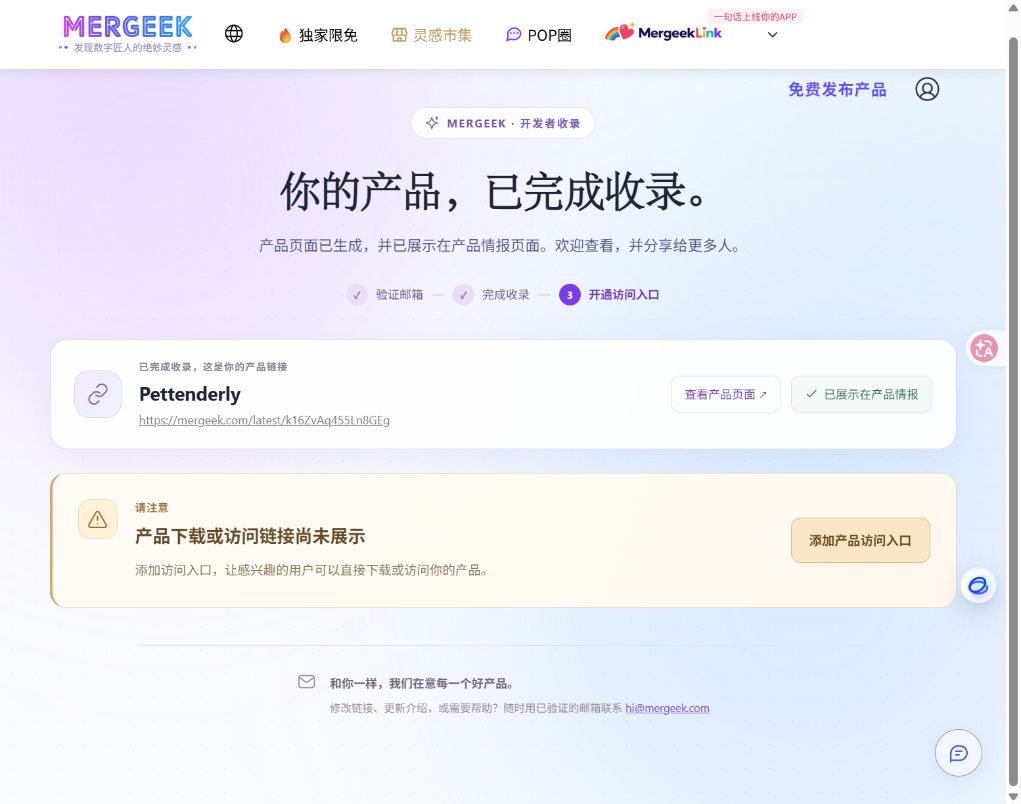 MERGEEK
发现数字匠人的绝妙灵感
独家限免
灵感市集
POP圈
MergeekLink
一句话上线你的APP
免费发布产品
MERGEEK · 开发者收录
你的产品，已完成收录。
产品页面已生成，并已展示在产品情报页面。欢迎查看，并分享给更多人。
✓ 验证邮箱 — ✓ 完成收录 — 3 开通访问入口
已完成收录，这是你的产品链接
Pettenderly
https://mergeek.com/latest/k16ZvAq455Ln8GEg
查看产品页面 ↗
✓ 已展示在产品情报
请注意
产品下载或访问链接尚未展示
添加访问入口，让感兴趣的用户可以直接下载或访问你的产品。
添加产品访问入口
和你一样，我们在意每一个好产品。
修改链接、更新介绍，或需要帮助？随时用已验证的邮箱联系 hi@mergeek.com